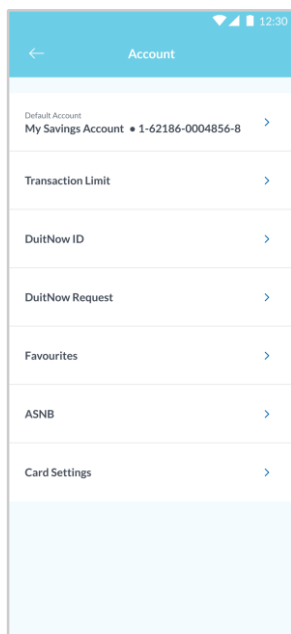 12:30
Account
Default Account
My Savings Account • 1-62186-0004856-8
Transaction Limit
DuitNow ID
DuitNow Request
Favourites
ASNB
Card Settings